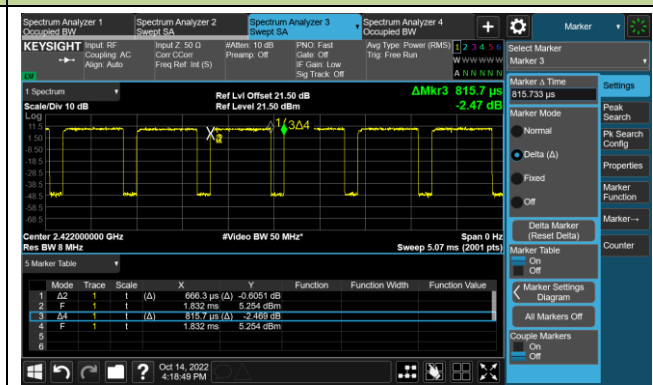 Spectrum Analyzer 1 Spectrum Analyzer 2 Spectrum Analyzer 3 Spectrum Analyzer 4 + Marker
Occupied BW Swept SA Swept SA Occupied BW
KEYSIGHT Input: RF Input Z: 50 Ω #Atten: 10 dB PNO: Fast Avg Type: Power (RMS) 1 2 3 4 5 6
Coupling: AC Corr CCorr Preamp: Off Gate: Off Trig: Free Run W W W W W W
Align: Auto Freq Ref: Int (S) IF Gain: Low A N N N N N
Sig Track: Off
LXI
Select Marker
Marker 3
1 Spectrum Ref Lvl Offset 21.50 dB ΔMkr3 815.7 µs
Scale/Div 10 dB Ref Level 21.50 dBm -2.47 dB
Log
11.5
1.50
-8.50
-18.5
-28.5
-38.5
-48.5
-58.5
-68.5
X2 1/ 3Δ4
Center 2.422000000 GHz #Video BW 50 MHz* Span 0 Hz
Res BW 8 MHz Sweep 5.07 ms (2001 pts)
5 Marker Table
Mode Trace Scale X Y Function Function Width Function Value
1 Δ2 1 t (Δ) 666.3 µs (Δ) -0.6051 dB
2 F 1 t 1.832 ms 5.254 dBm
3 Δ4 1 t (Δ) 815.7 µs (Δ) -2.469 dB
4 F 1 t 1.832 ms 5.254 dBm
5
6
Marker Δ Time
815.733 µs
Marker Mode
Normal
Delta (Δ)
Fixed
Off
Delta Marker
(Reset Delta)
Marker Table
On
Off
Marker Settings
Diagram
All Markers Off
Couple Markers
On
Off
Settings
Peak
Search
Pk Search
Config
Properties
Marker
Function
Marker→
Counter
? Oct 14, 2022
4:18:49 PM